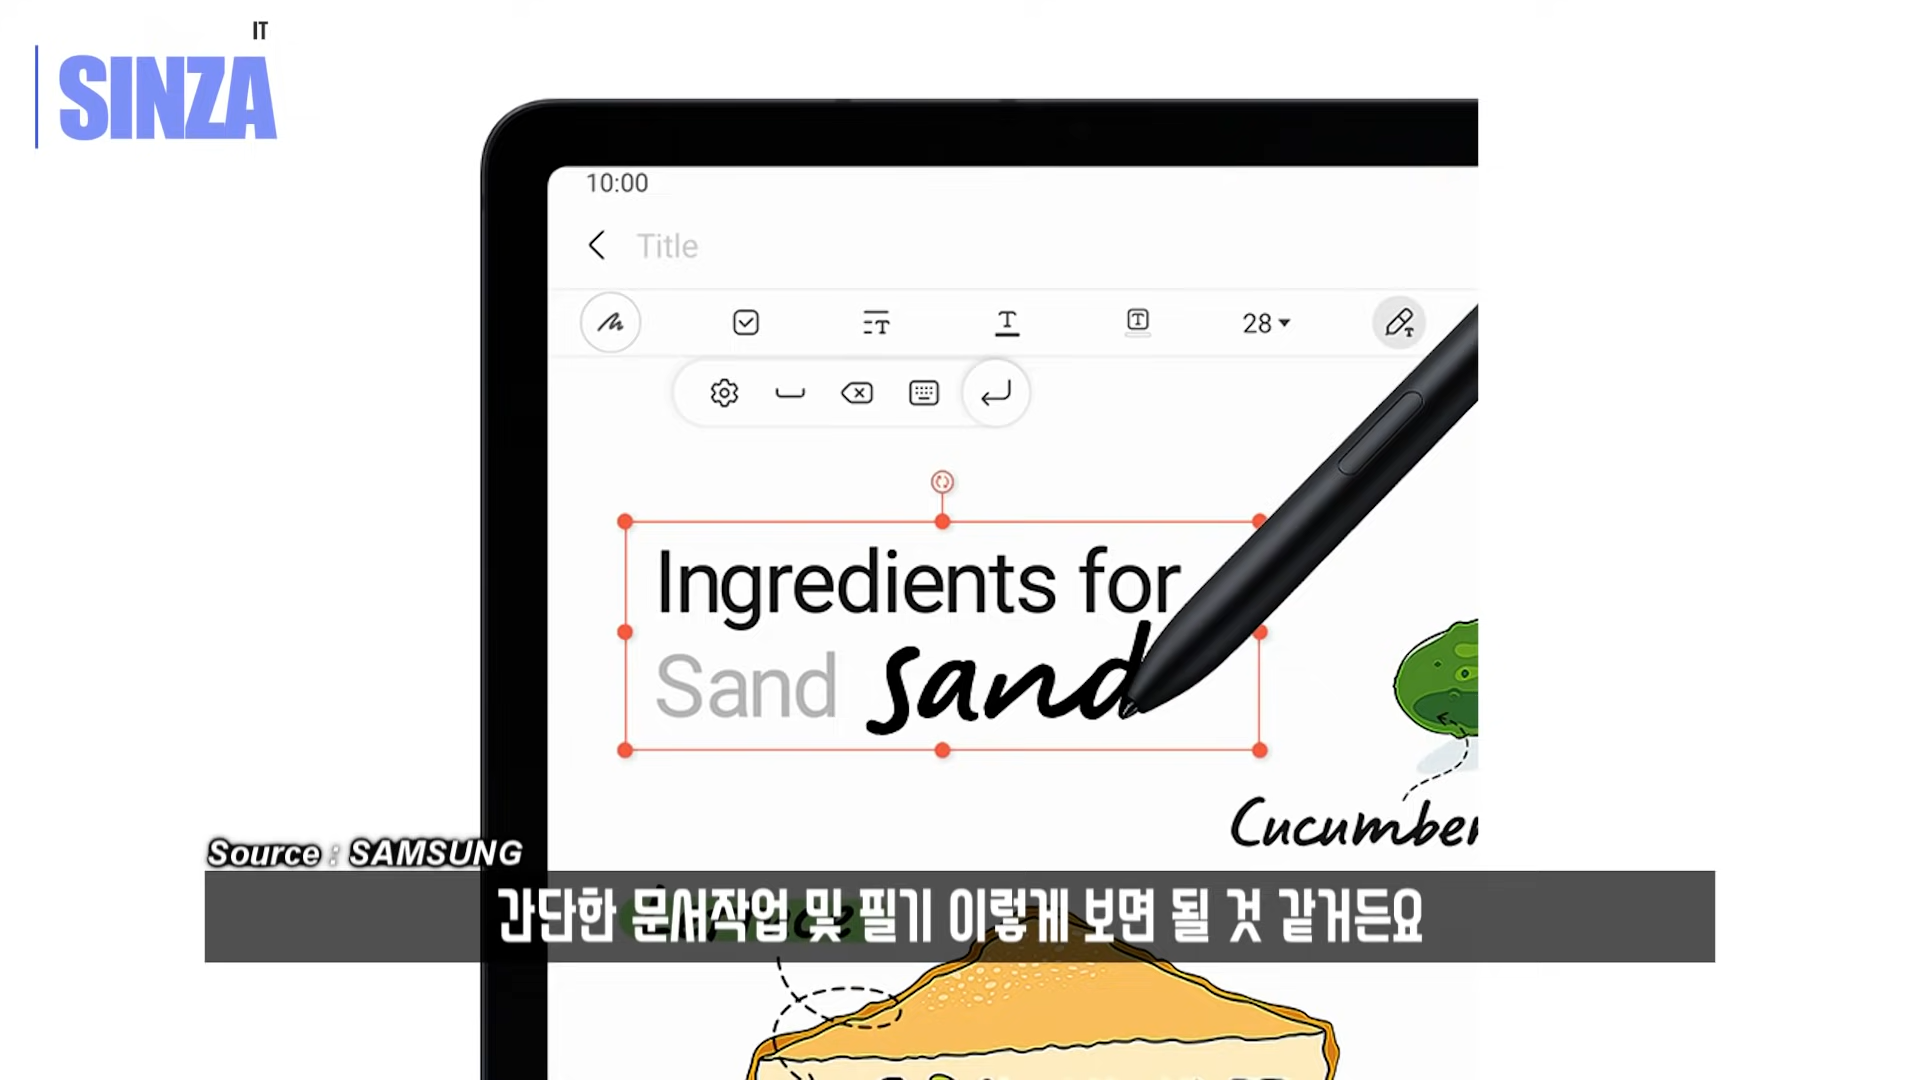 IT
SINZA
10:00
Title
28
Ingredients for
Sand sand
Cucumber
Source : SAMSUNG
간단한 문서작업 및 필기 이렇게 보면 될 것 같거든요